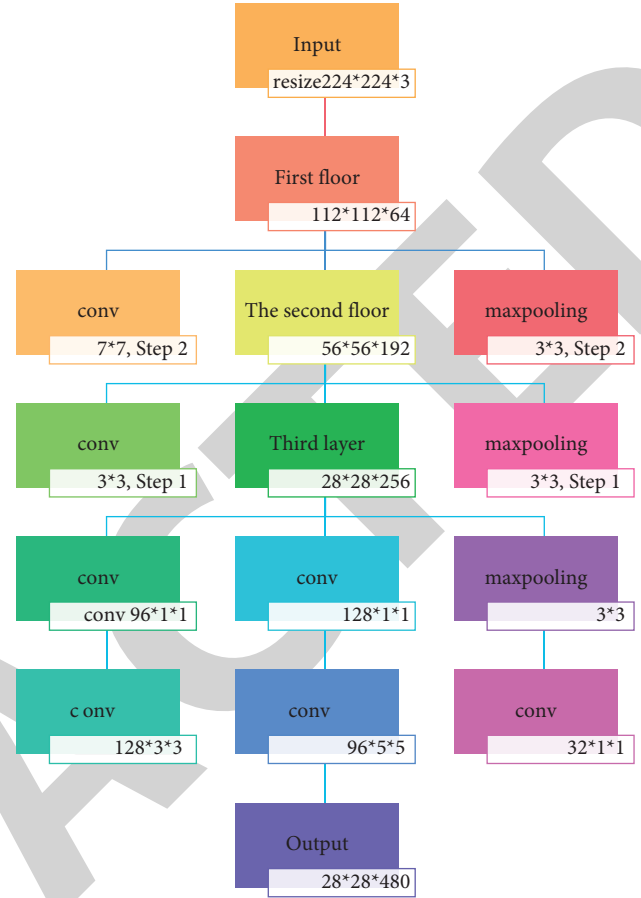 Input
resize224*224*3
First floor
112*112*64
conv
7*7, Step 2
The second floor
56*56*192
maxpooling
3*3, Step 2
conv
3*3, Step 1
Third layer
28*28*256
maxpooling
3*3, Step 1
conv
conv 96*1*1
conv
128*1*1
maxpooling
3*3
c onv
128*3*3
conv
96*5*5
conv
32*1*1
Output
28*28*480